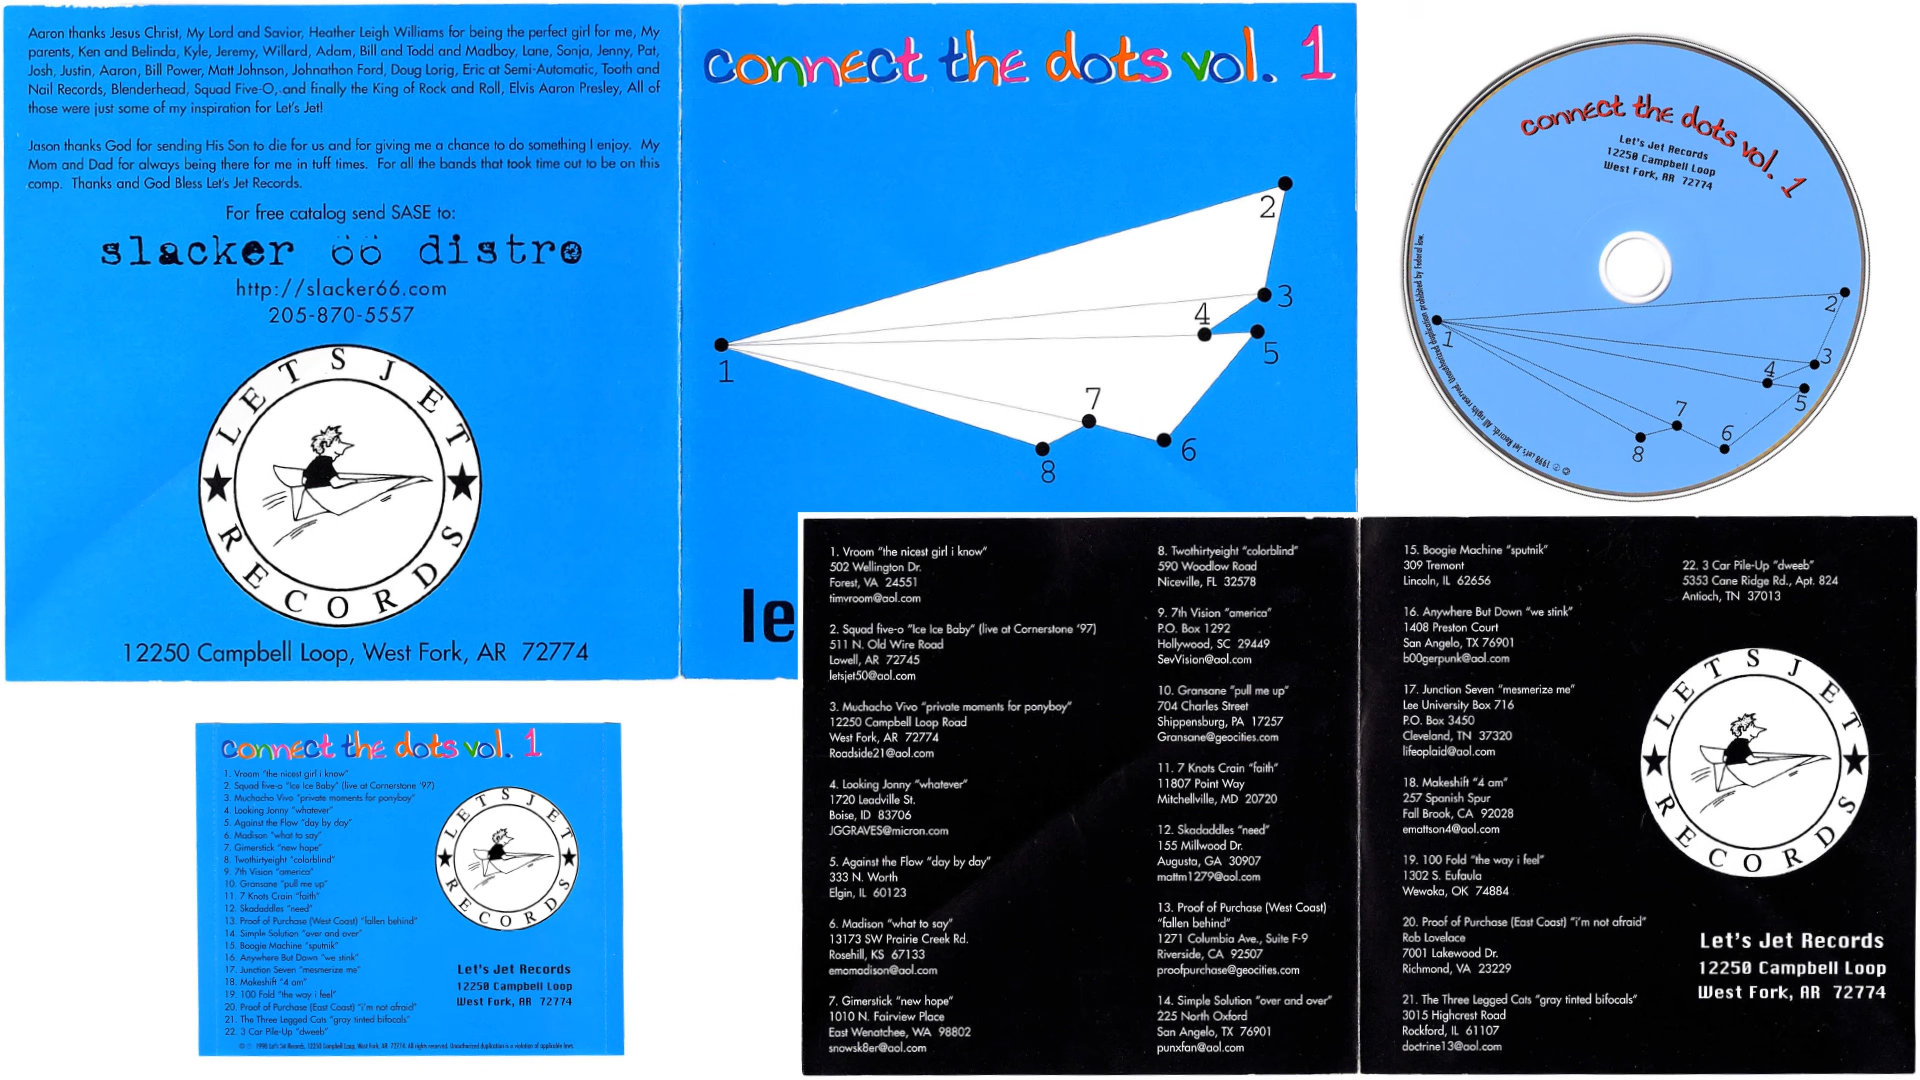 Aaron thanks Jesus Christ, My Lord and Savior, Heather Leigh Williams for being the perfect girl for me, My
parents, Ken and Belinda, Kyle, Jeremy, Willard, Adam, Bill and Todd and Madboy, Lane, Sonja, Jenny, Pat,
Josh, Justin, Aaron, Bill Power, Matt Johnson, Johnathon Ford, Doug Lorig, Eric at Semi-Automatic, Tooth and
Nail Records, Blenderhead, Squad Five-O, and finally the King of Rock and Roll, Elvis Aaron Presley, All of
those were just some of my inspiration for Let's Jet!
Jason thanks God for sending His Son to die for us and for giving me a chance to do something I enjoy. My
Mom and Dad for always being there for me in tuff times. For all the bands that took time out to be on this
comp. Thanks and God Bless Let's Jet Records.
For free catalog send SASE to:
slacker 66 distro
http://slacker66.com
205-870-5557
LETS JET
RECORDS
12250 Campbell Loop, West Fork, AR 72774
connect the dots vol. 1
1
2
3
4
5
6
7
8
le
connect the dots vol. 1
Let's Jet Records
12250 Campbell Loop
West Fork, AR 72774
1
2
3
4
5
6
7
8
© ℗ 1998 Let's Jet Records. All rights reserved. Unauthorized duplication prohibited by Federal law.
connect the dots vol. 1
1. Vroom "the nicest girl i know"
2. Squad five-o "Ice Ice Baby" (live at Cornerstone '97)
3. Muchacho Vivo "private moments for ponyboy"
4. Looking Jonny "whatever"
5. Against the Flow "day by day"
6. Madison "what to say"
7. Gimerstick "new hope"
8. Twothirtyeight "colorblind"
9. 7th Vision "america"
10. Gransane "pull me up"
11. 7 Knots Crain "faith"
12. Skadaddles "need"
13. Proof of Purchase (West Coast) "fallen behind"
14. Simple Solution "over and over"
15. Boogie Machine "sputnik"
16. Anywhere But Down "we stink"
17. Junction Seven "mesmerize me"
18. Makeshift "4 am"
19. 100 Fold "the way i feel"
20. Proof of Purchase (East Coast) "i'm not afraid"
21. The Three Legged Cats "gray tinted bifocals"
22. 3 Car Pile-Up "dweeb"
LETS JET
RECORDS
Let's Jet Records
12250 Campbell Loop
West Fork, AR 72774
© ℗ 1998 Let's Jet Records, 12250 Campbell Loop, West Fork, AR 72774. All rights reserved. Unauthorized duplication is a violation of applicable laws.
1. Vroom "the nicest girl i know"
502 Wellington Dr.
Forest, VA 24551
timvroom@aol.com
2. Squad five-o "Ice Ice Baby" (live at Cornerstone '97)
511 N. Old Wire Road
Lowell, AR 72745
letsjet50@aol.com
3. Muchacho Vivo "private moments for ponyboy"
12250 Campbell Loop Road
West Fork, AR 72774
Roadside21@aol.com
4. Looking Jonny "whatever"
1720 Leadville St.
Boise, ID 83706
JGGRAVES@micron.com
5. Against the Flow "day by day"
333 N. Worth
Elgin, IL 60123
6. Madison "what to say"
13173 SW Prairie Creek Rd.
Rosehill, KS 67133
emomadison@aol.com
7. Gimerstick "new hope"
1010 N. Fairview Place
East Wenatchee, WA 98802
snowsk8er@aol.com
8. Twothirtyeight "colorblind"
590 Woodlow Road
Niceville, FL 32578
9. 7th Vision "america"
P.O. Box 1292
Hollywood, SC 29449
SevVision@aol.com
10. Gransane "pull me up"
704 Charles Street
Shippensburg, PA 17257
Gransane@geocities.com
11. 7 Knots Crain "faith"
11807 Point Way
Mitchellville, MD 20720
12. Skadaddles "need"
155 Millwood Dr.
Augusta, GA 30907
mattm1279@aol.com
13. Proof of Purchase (West Coast)
"fallen behind"
1271 Columbia Ave., Suite F-9
Riverside, CA 92507
proofpurchase@geocities.com
14. Simple Solution "over and over"
225 North Oxford
San Angelo, TX 76901
punxfan@aol.com
15. Boogie Machine "sputnik"
309 Tremont
Lincoln, IL 62656
16. Anywhere But Down "we stink"
1408 Preston Court
San Angelo, TX 76901
b00gerpunk@aol.com
17. Junction Seven "mesmerize me"
Lee University Box 716
P.O. Box 3450
Cleveland, TN 37320
lifeoplaid@aol.com
18. Makeshift "4 am"
257 Spanish Spur
Fall Brook, CA 92028
emattson4@aol.com
19. 100 Fold "the way i feel"
1302 S. Eufaula
Wewoka, OK 74884
20. Proof of Purchase (East Coast) "i'm not afraid"
Rob Lovelace
7001 Lakewood Dr.
Richmond, VA 23229
21. The Three Legged Cats "gray tinted bifocals"
3015 Highcrest Road
Rockford, IL 61107
doctrine13@aol.com
22. 3 Car Pile-Up "dweeb"
5353 Cane Ridge Rd., Apt. 824
Antioch, TN 37013
LETS JET
RECORDS
Let's Jet Records
12250 Campbell Loop
West Fork, AR 72774